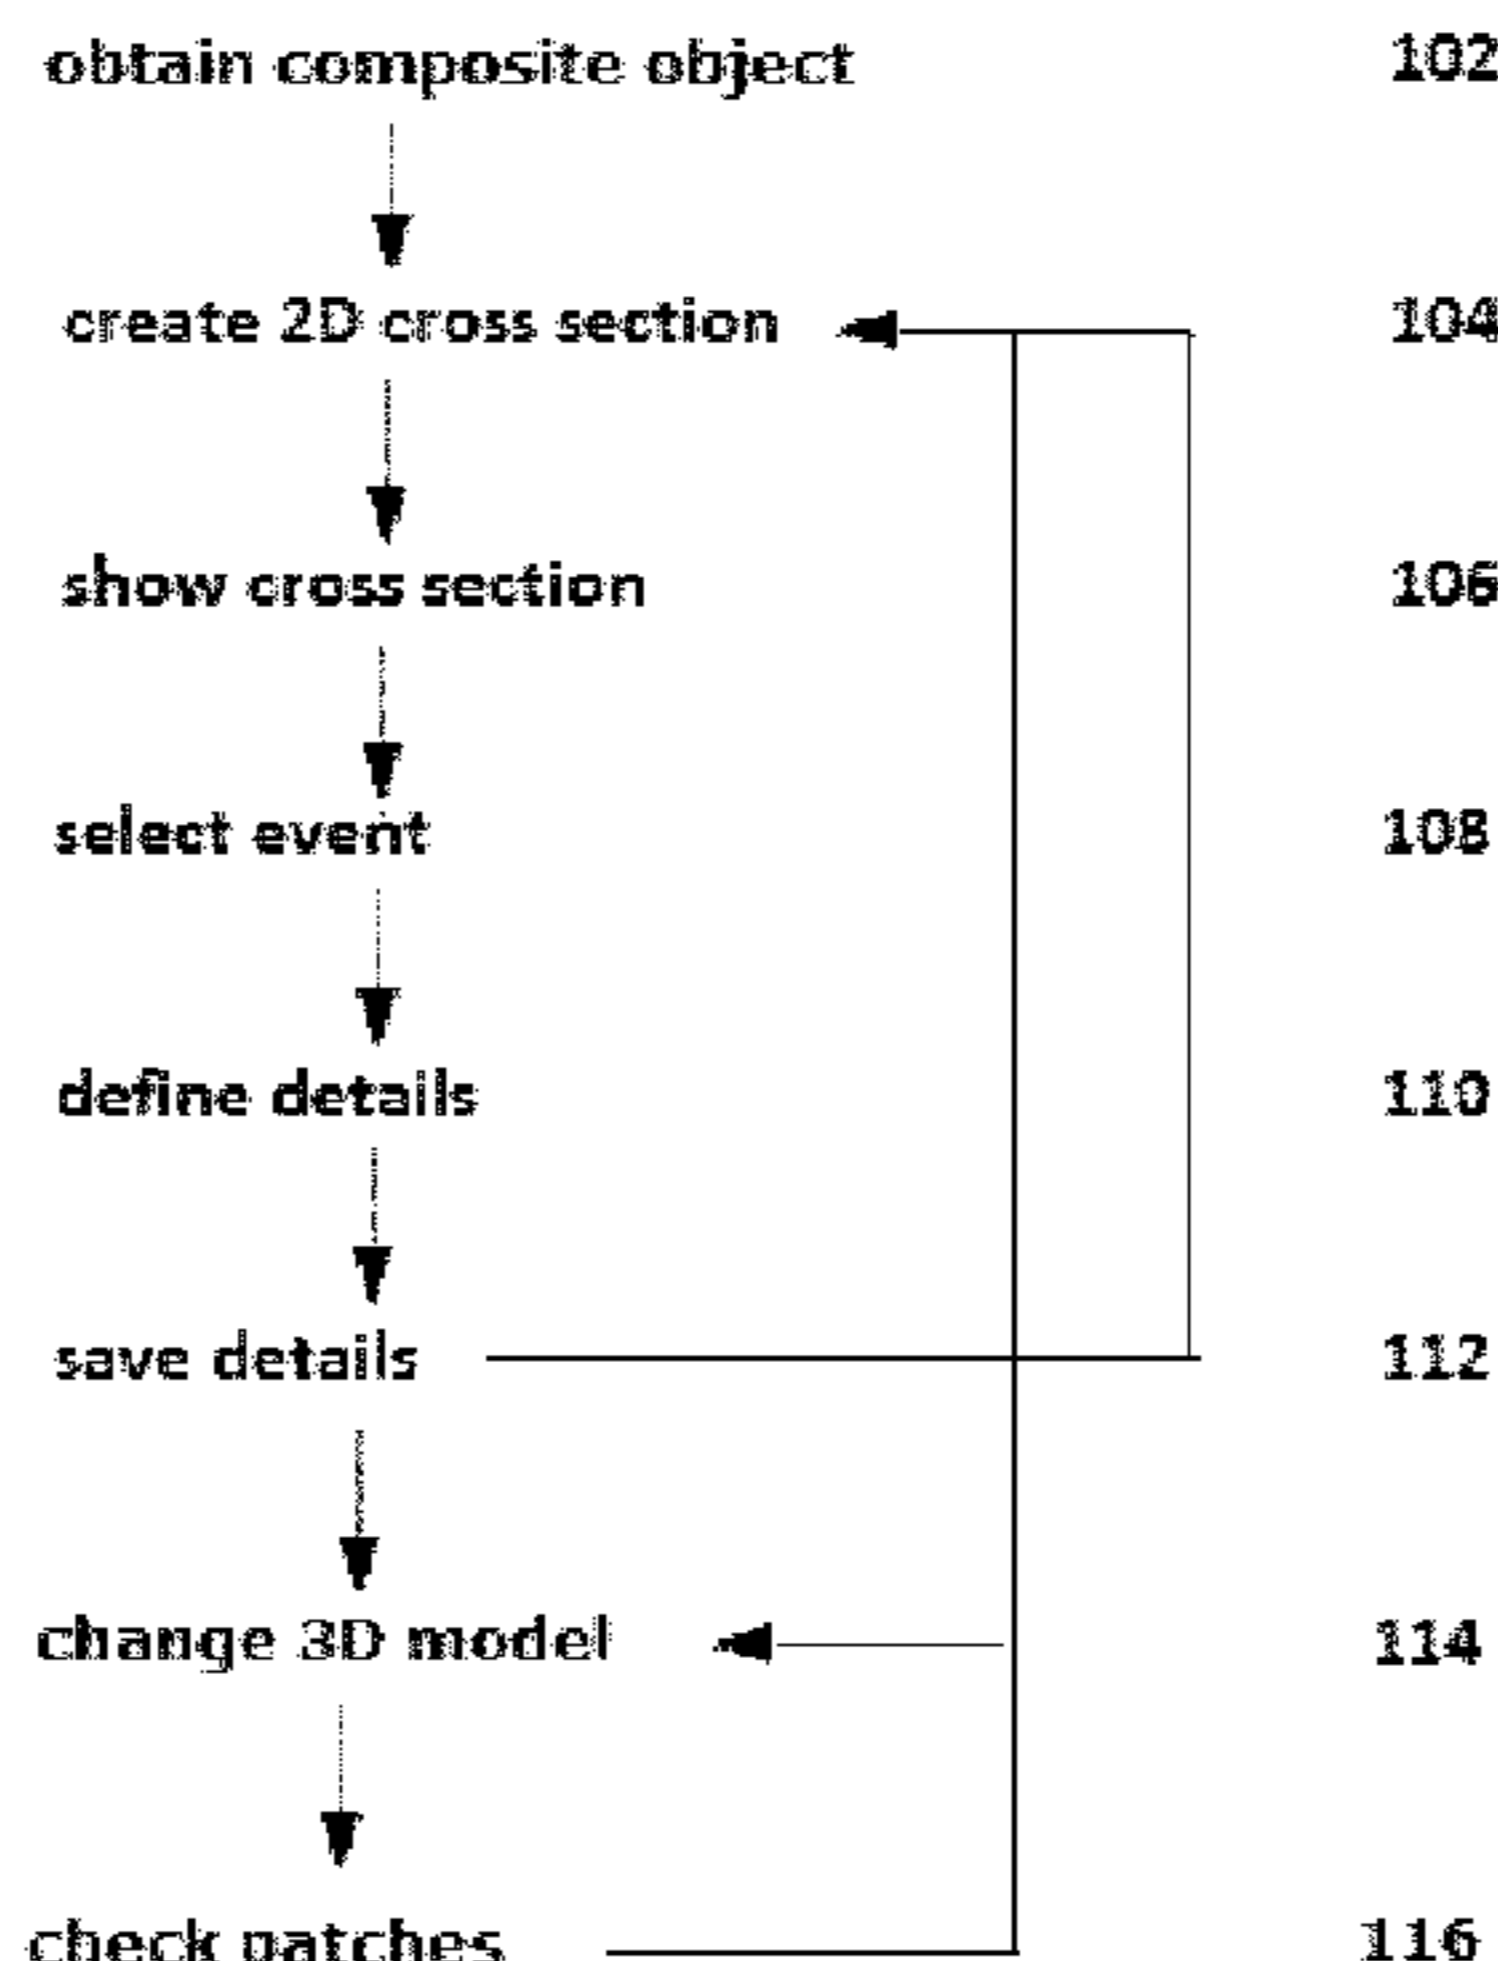 obtain composite object 102
create 2D cross section 104
show cross section 106
select event 108
define details 110
save details 112
change 3D model 114
check patches 116